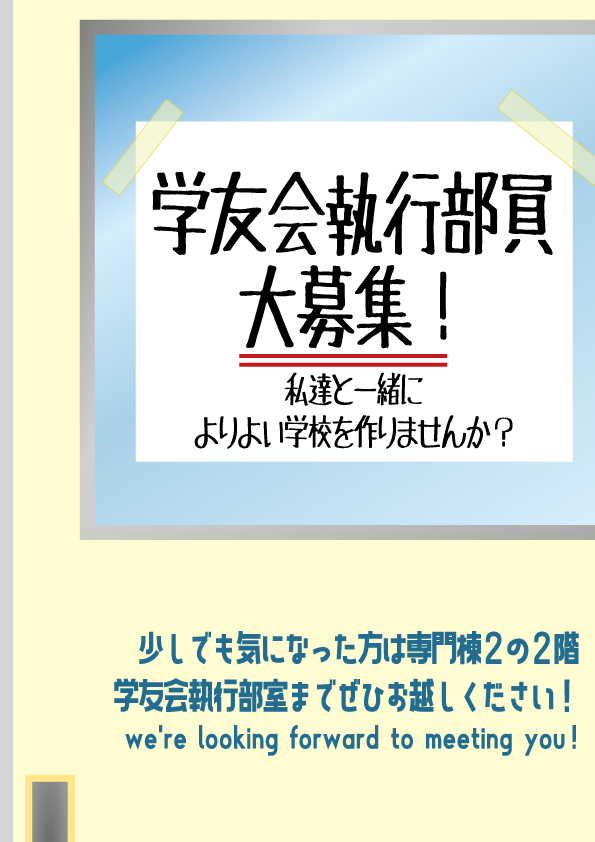 学友会執行部員
大募集！
私達と一緒に
よりよい学校を作りませんか？
少しでも気になった方は専門棟２の２階
学友会執行部室までぜひお越しください！
we're looking forward to meeting you!